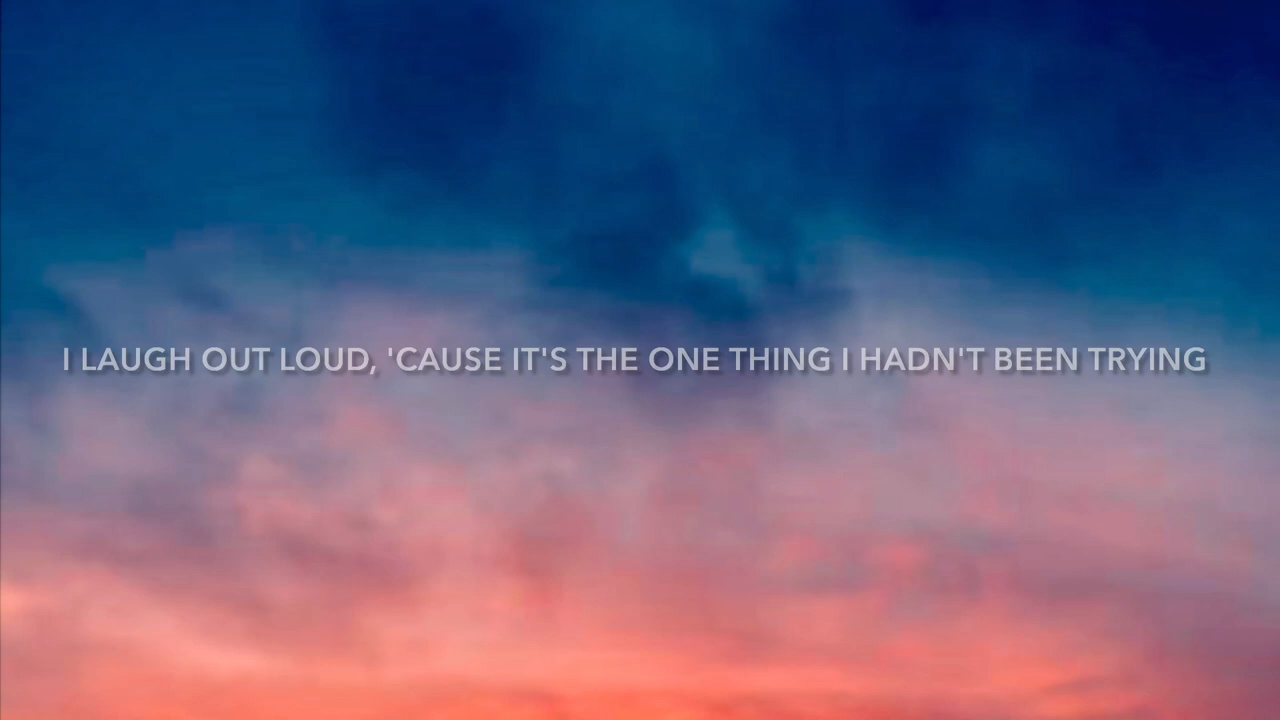 I LAUGH OUT LOUD, 'CAUSE IT'S THE ONE THING I HADN'T BEEN TRYING